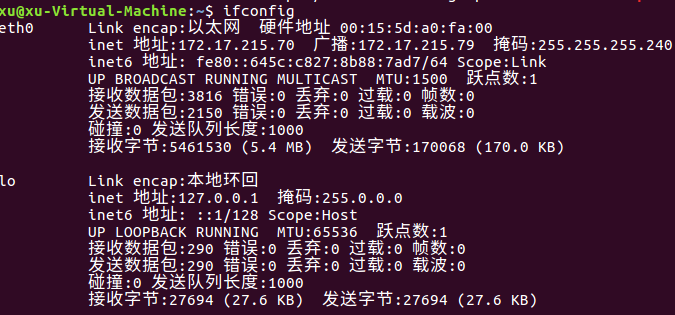 xu@xu-Virtual-Machine:~$ ifconfig
eth0 Link encap:以太网 硬件地址 00:15:5d:a0:fa:00
inet 地址:172.17.215.70 广播:172.17.215.79 掩码:255.255.255.240
inet6 地址: fe80::645c:c827:8b88:7ad7/64 Scope:Link
UP BROADCAST RUNNING MULTICAST MTU:1500 跃点数:1
接收数据包:3816 错误:0 丢弃:0 过载:0 帧数:0
发送数据包:2150 错误:0 丢弃:0 过载:0 载波:0
碰撞:0 发送队列长度:1000
接收字节:5461530 (5.4 MB) 发送字节:170068 (170.0 KB)
lo Link encap:本地环回
inet 地址:127.0.0.1 掩码:255.0.0.0
inet6 地址: ::1/128 Scope:Host
UP LOOPBACK RUNNING MTU:65536 跃点数:1
接收数据包:290 错误:0 丢弃:0 过载:0 帧数:0
发送数据包:290 错误:0 丢弃:0 过载:0 载波:0
碰撞:0 发送队列长度:1000
接收字节:27694 (27.6 KB) 发送字节:27694 (27.6 KB)